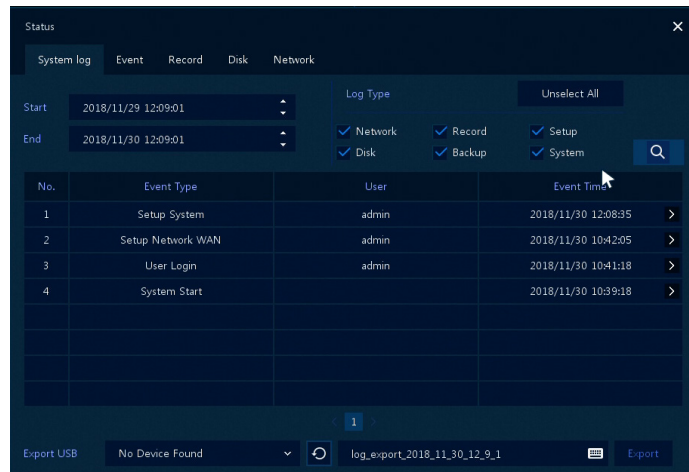 Status
System log Event Record Disk Network
Log Type Unselect All
Start 2018/11/29 12:09:01
End 2018/11/30 12:09:01
Network Record Setup
Disk Backup System
No. Event Type User Event Time
1 Setup System admin 2018/11/30 12:08:35
2 Setup Network WAN admin 2018/11/30 10:42:05
3 User Login admin 2018/11/30 10:41:18
4 System Start 2018/11/30 10:39:18
1
Export USB No Device Found log_export_2018_11_30_12_9_1 Export